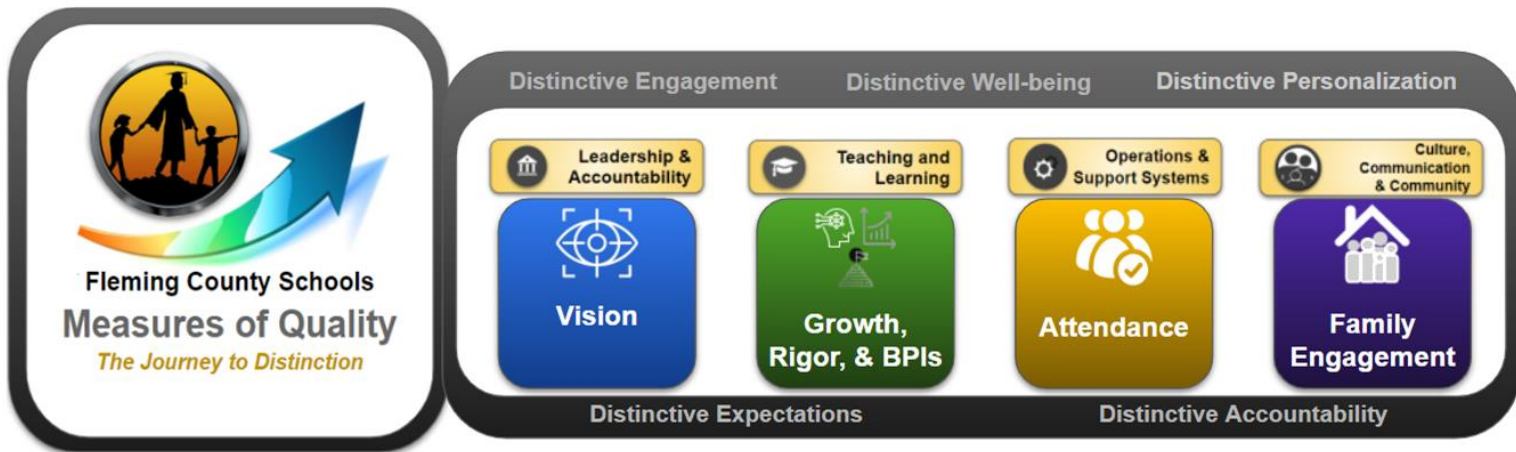 Fleming County Schools
Measures of Quality
The Journey to Distinction
Distinctive Engagement
Distinctive Well-being
Distinctive Personalization
Leadership &
Accountability
Vision
Teaching and
Learning
Growth,
Rigor, & BPIs
Operations &
Support Systems
Attendance
Culture,
Communication
& Community
Family
Engagement
Distinctive Expectations
Distinctive Accountability